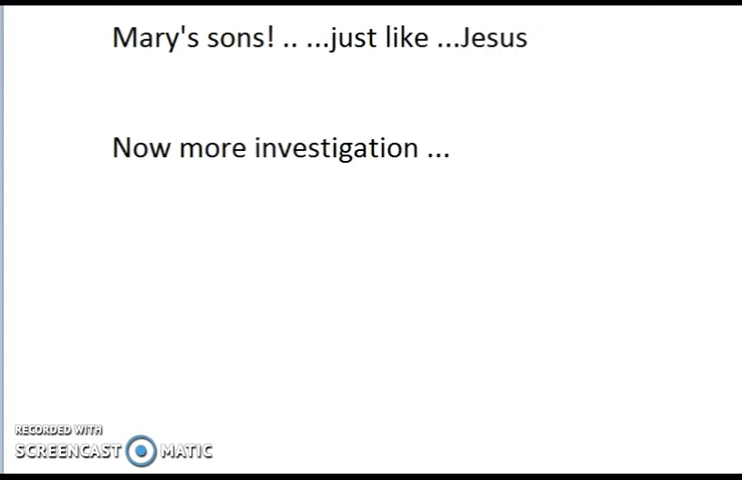 Mary's sons! .. ...just like ...Jesus
Now more investigation ...
RECORDED WITH
SCREENCAST MATIC